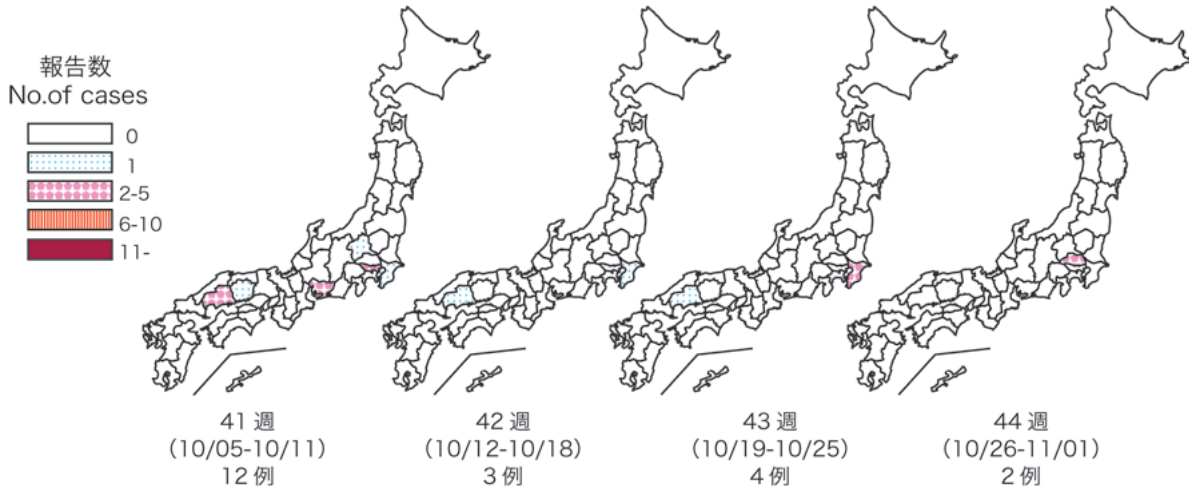 報告数
No.of cases
0
1
2-5
6-10
11-
41 週
(10/05-10/11)
12 例
42 週
(10/12-10/18)
3 例
43 週
(10/19-10/25)
4 例
44 週
(10/26-11/01)
2 例